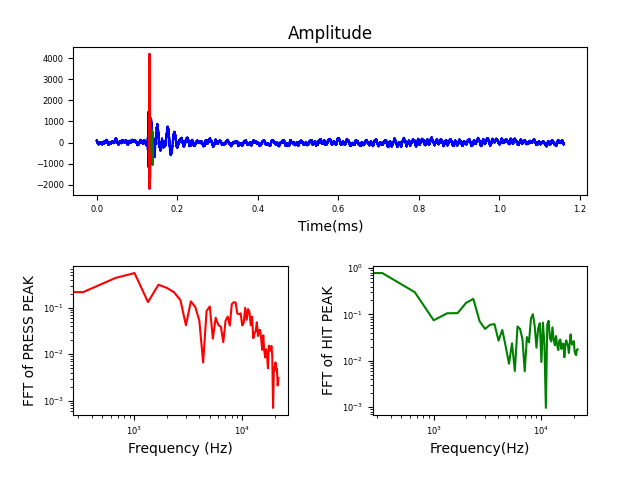 Amplitude
4000
3000
2000
1000
0
−1000
−2000
0.0 0.2 0.4 0.6 0.8 1.0 1.2
Time(ms)
FFT of PRESS PEAK
10⁻¹
10⁻²
10⁻³
10³ 10⁴
Frequency (Hz)
FFT of HIT PEAK
10⁰
10⁻¹
10⁻²
10⁻³
10³ 10⁴
Frequency(Hz)